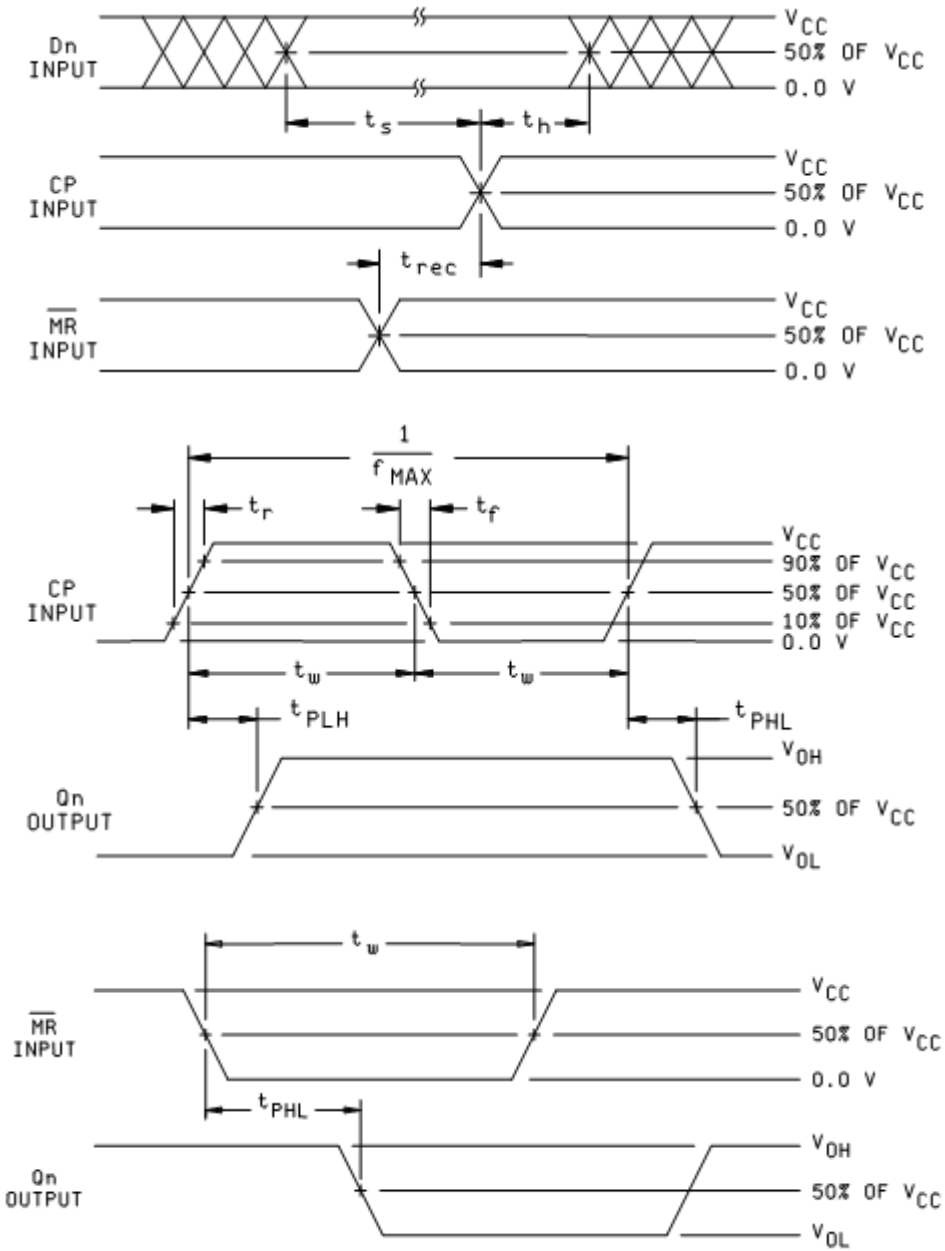 Dn
INPUT
V_CC
50% OF V_CC
0.0 V
t_s
t_h
CP
INPUT
V_CC
50% OF V_CC
0.0 V
t_rec
M̅R̅
INPUT
V_CC
50% OF V_CC
0.0 V
1
f_MAX
t_r
t_f
CP
INPUT
V_CC
90% OF V_CC
50% OF V_CC
10% OF V_CC
0.0 V
t_w
t_w
t_PLH
t_PHL
Qn
OUTPUT
V_OH
50% OF V_CC
V_OL
t_w
M̅R̅
INPUT
V_CC
50% OF V_CC
0.0 V
t_PHL
Qn
OUTPUT
V_OH
50% OF V_CC
V_OL